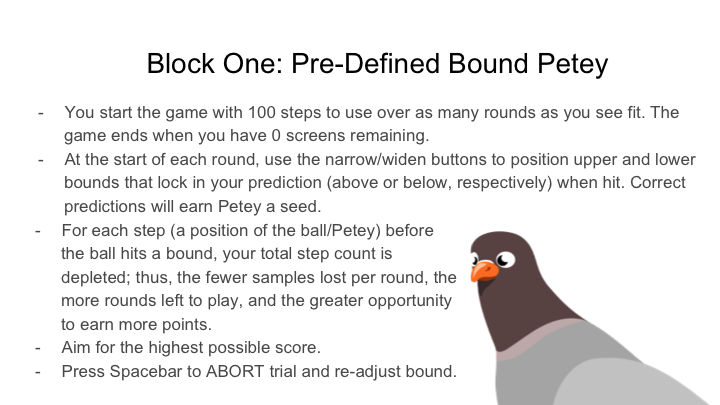 Block One: Pre-Defined Bound Petey
- You start the game with 100 steps to use over as many rounds as you see fit. The
game ends when you have 0 screens remaining.
- At the start of each round, use the narrow/widen buttons to position upper and lower
bounds that lock in your prediction (above or below, respectively) when hit. Correct
predictions will earn Petey a seed.
- For each step (a position of the ball/Petey) before
the ball hits a bound, your total step count is
depleted; thus, the fewer samples lost per round, the
more rounds left to play, and the greater opportunity
to earn more points.
- Aim for the highest possible score.
- Press Spacebar to ABORT trial and re-adjust bound.